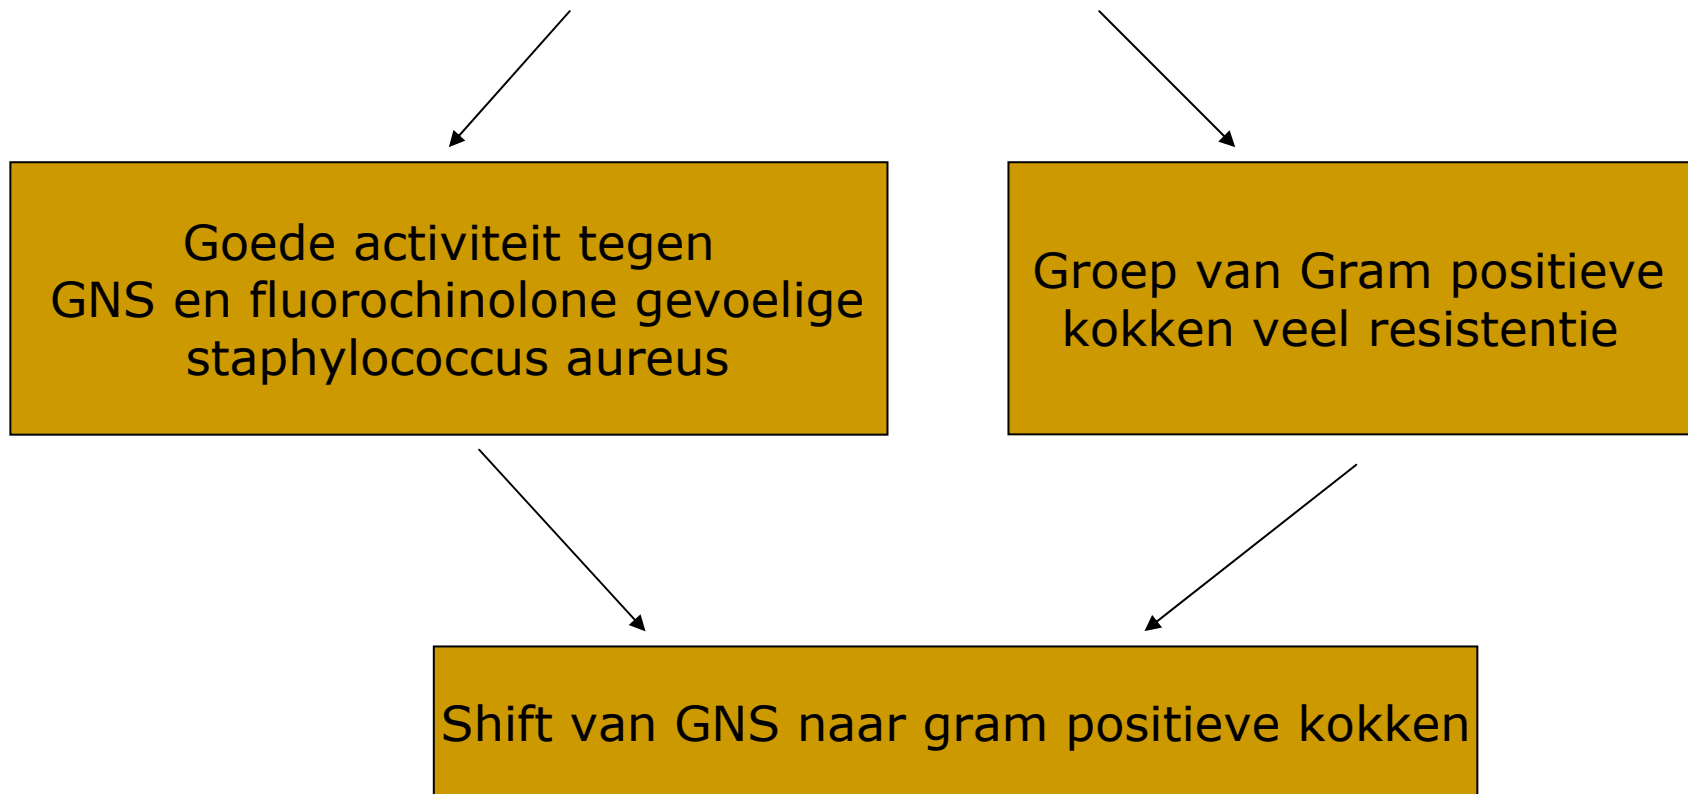 Goede activiteit tegen
GNS en fluorochinolone gevoelige
staphylococcus aureus
Groep van Gram positieve
kokken veel resistentie
Shift van GNS naar gram positieve kokken